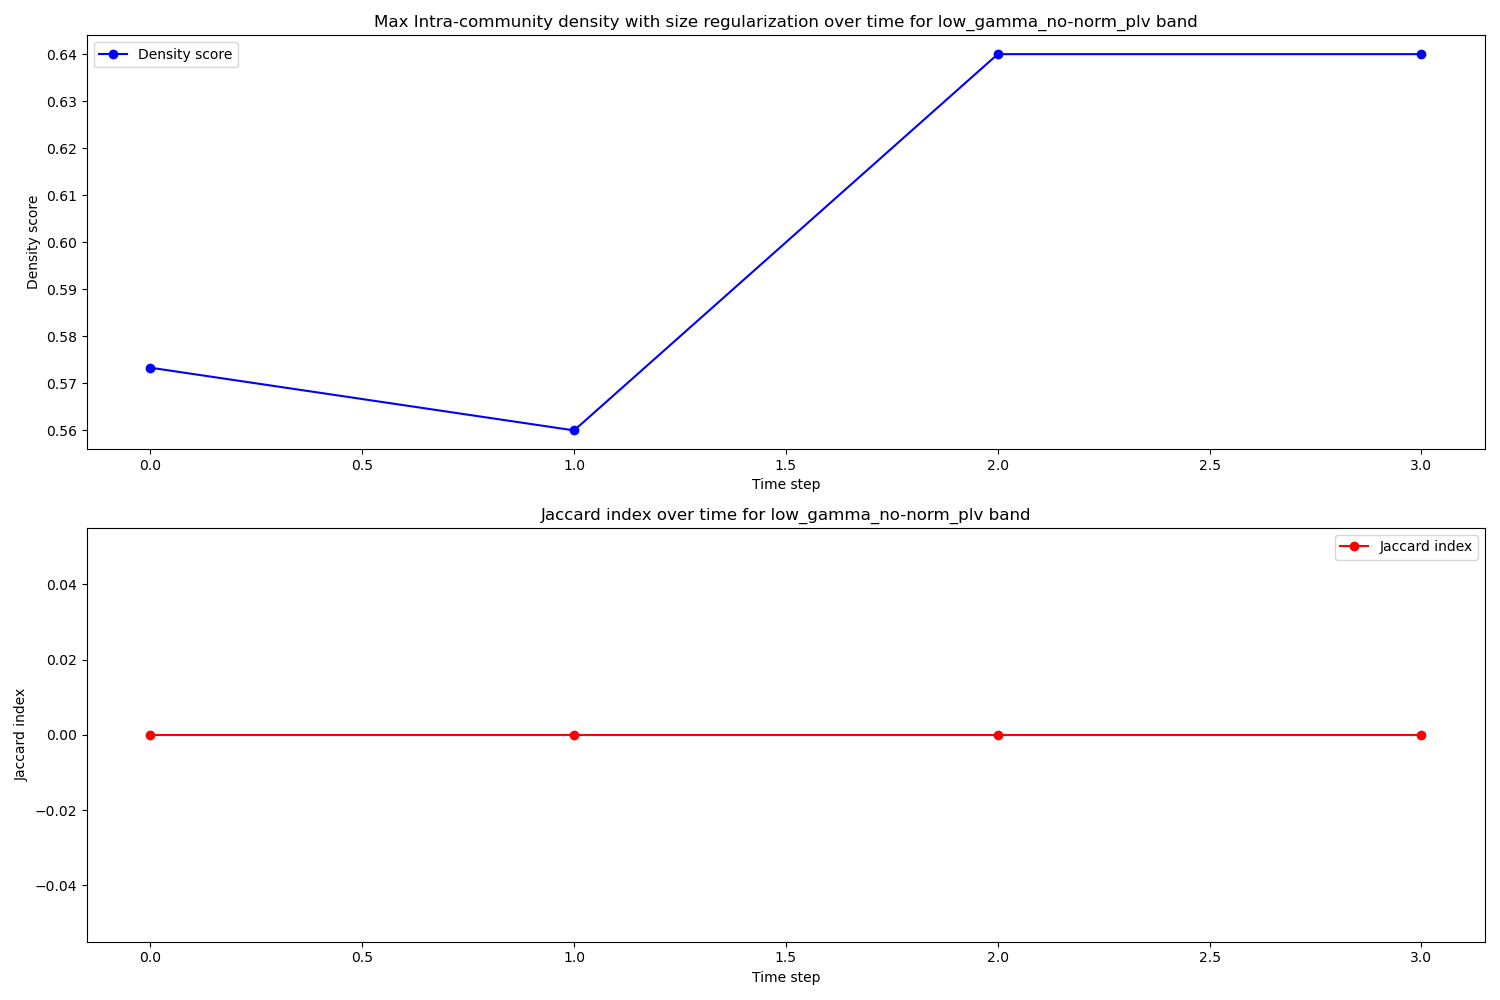 Max Intra-community density with size regularization over time for low_gamma_no-norm_plv band
Density score
0.64
0.63
0.62
0.61
0.60
0.59
0.58
0.57
0.56
Density score
0.0 0.5 1.0 1.5 2.0 2.5 3.0
Time step
Jaccard index over time for low_gamma_no-norm_plv band
Jaccard index
0.04
0.02
0.00
−0.02
−0.04
Jaccard index
0.0 0.5 1.0 1.5 2.0 2.5 3.0
Time step